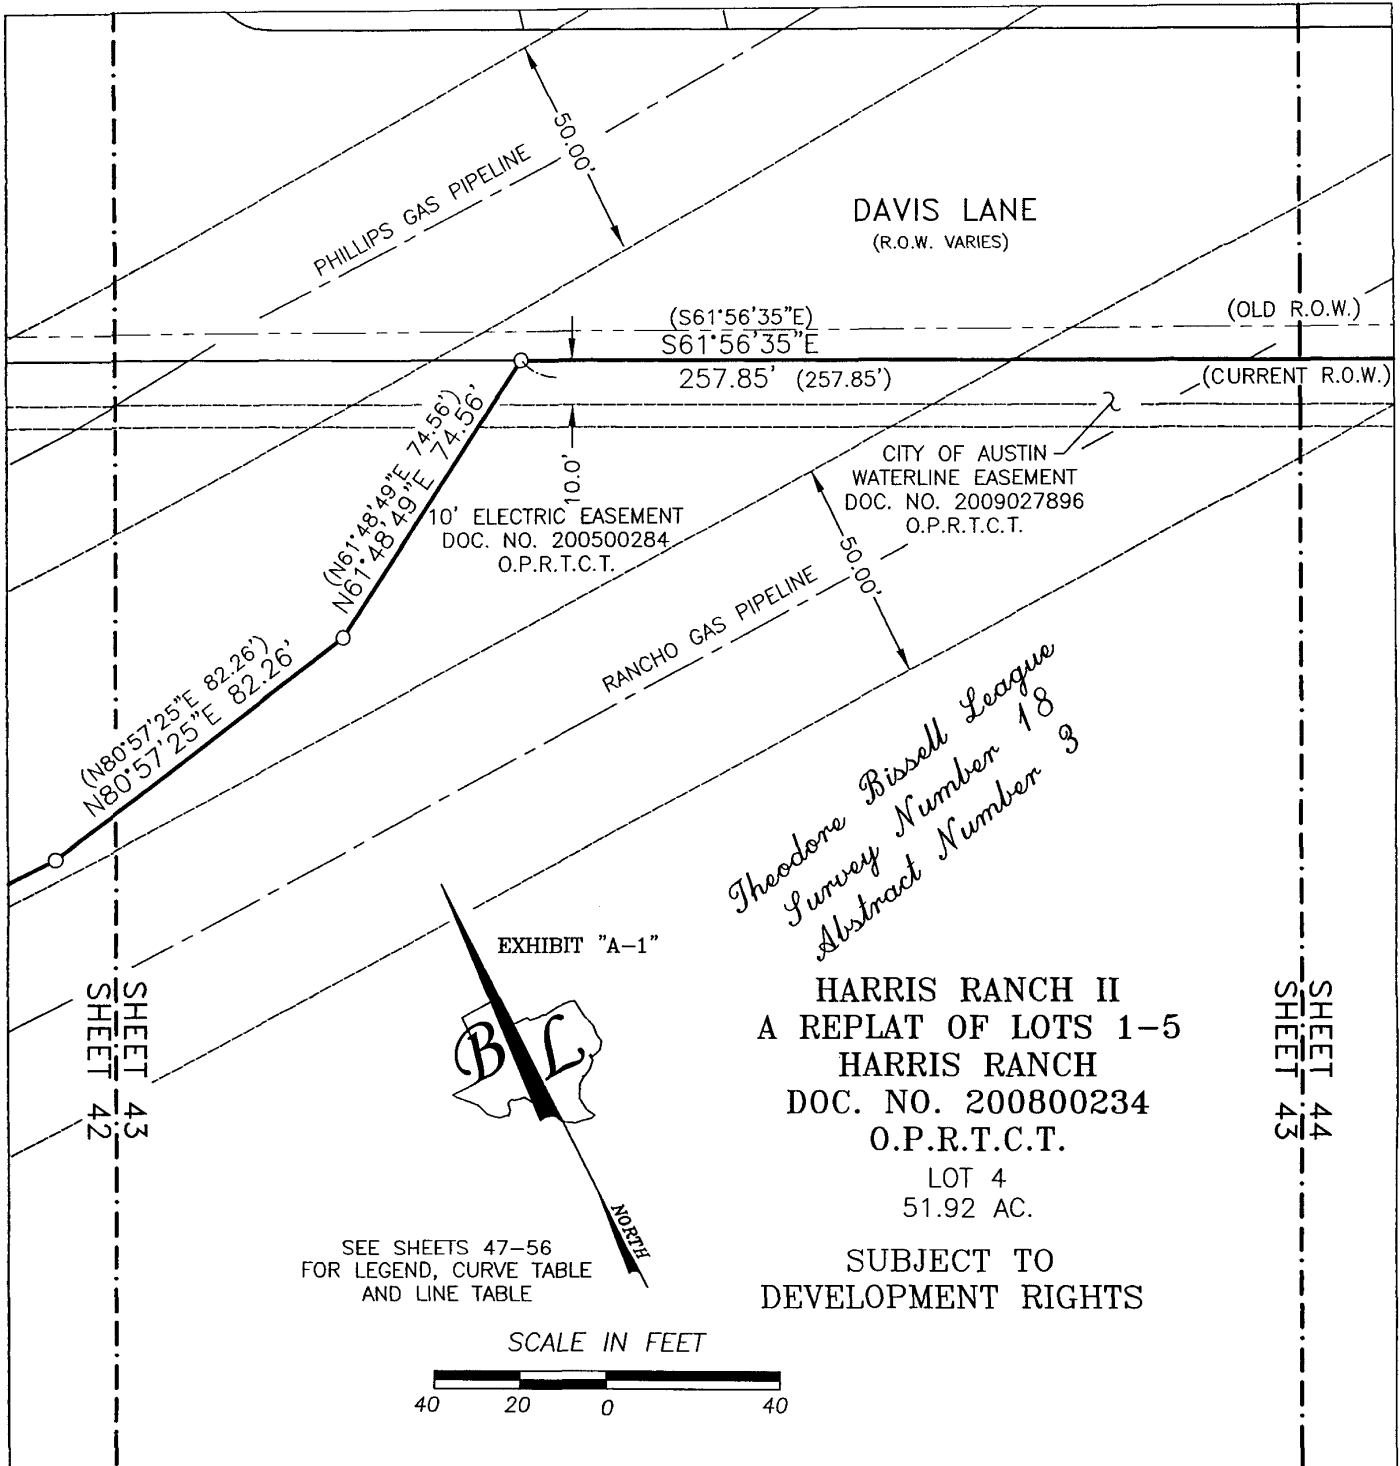 50.00'
PHILLIPS GAS PIPELINE
DAVIS LANE
(R.O.W. VARIES)
(S61°56'35"E)
S61°56'35"E
257.85' (257.85')
(OLD R.O.W.)
(CURRENT R.O.W.)
(N61°48'49"E 74.56')
N61°48'49"E 74.56'
10.0'
10' ELECTRIC EASEMENT
DOC. NO. 200500284
O.P.R.T.C.T.
CITY OF AUSTIN
WATERLINE EASEMENT
DOC. NO. 2009027896
O.P.R.T.C.T.
50.00'
RANCHO GAS PIPELINE
(N80°57'25"E 82.26')
N80°57'25"E 82.26'
Theodore Bissell League
Survey Number 18
Abstract Number 3
EXHIBIT "A-1"
B L
NORTH
SHEET 43
SHEET 42
SHEET 44
SHEET 43
HARRIS RANCH II
A REPLAT OF LOTS 1-5
HARRIS RANCH
DOC. NO. 200800234
O.P.R.T.C.T.
LOT 4
51.92 AC.
SUBJECT TO
DEVELOPMENT RIGHTS
SEE SHEETS 47-56
FOR LEGEND, CURVE TABLE
AND LINE TABLE
SCALE IN FEET
40 20 0 40